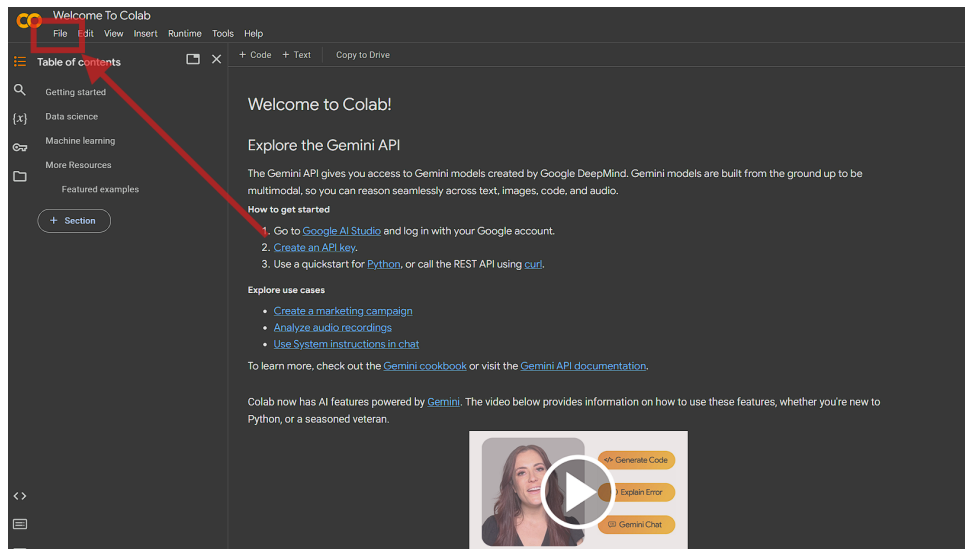 Welcome To Colab
File Edit View Insert Runtime Tools Help
Table of contents
+ Code + Text Copy to Drive
Getting started
Data science
Machine learning
More Resources
Featured examples
+ Section
{x}
Welcome to Colab!
Explore the Gemini API
The Gemini API gives you access to Gemini models created by Google DeepMind. Gemini models are built from the ground up to be
multimodal, so you can reason seamlessly across text, images, code, and audio.
How to get started
1. Go to Google AI Studio and log in with your Google account.
2. Create an API key.
3. Use a quickstart for Python, or call the REST API using curl.
Explore use cases
• Create a marketing campaign
• Analyze audio recordings
• Use System instructions in chat
To learn more, check out the Gemini cookbook or visit the Gemini API documentation.
Colab now has AI features powered by Gemini. The video below provides information on how to use these features, whether you're new to
Python, or a seasoned veteran.
Generate Code
Explain Error
Gemini Chat